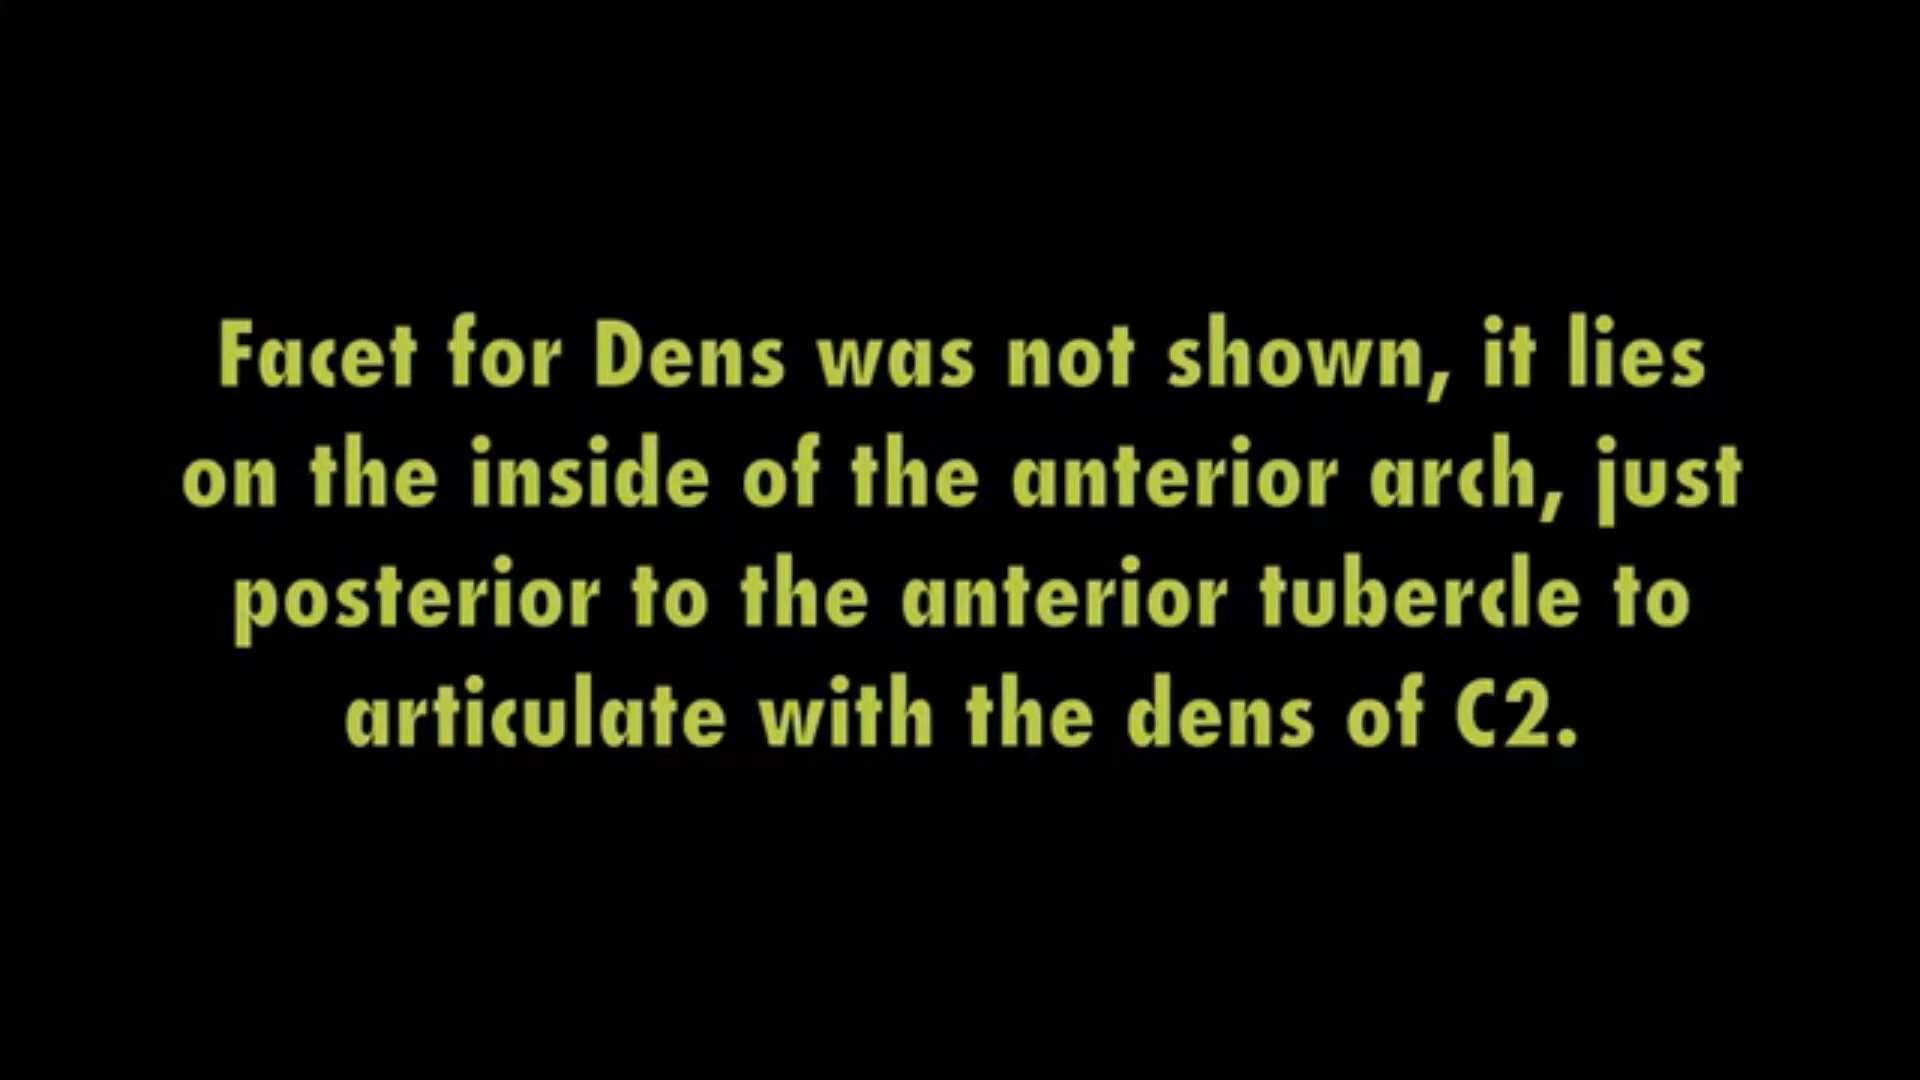 Facet for Dens was not shown, it lies
on the inside of the anterior arch, just
posterior to the anterior tubercle to
articulate with the dens of C2.